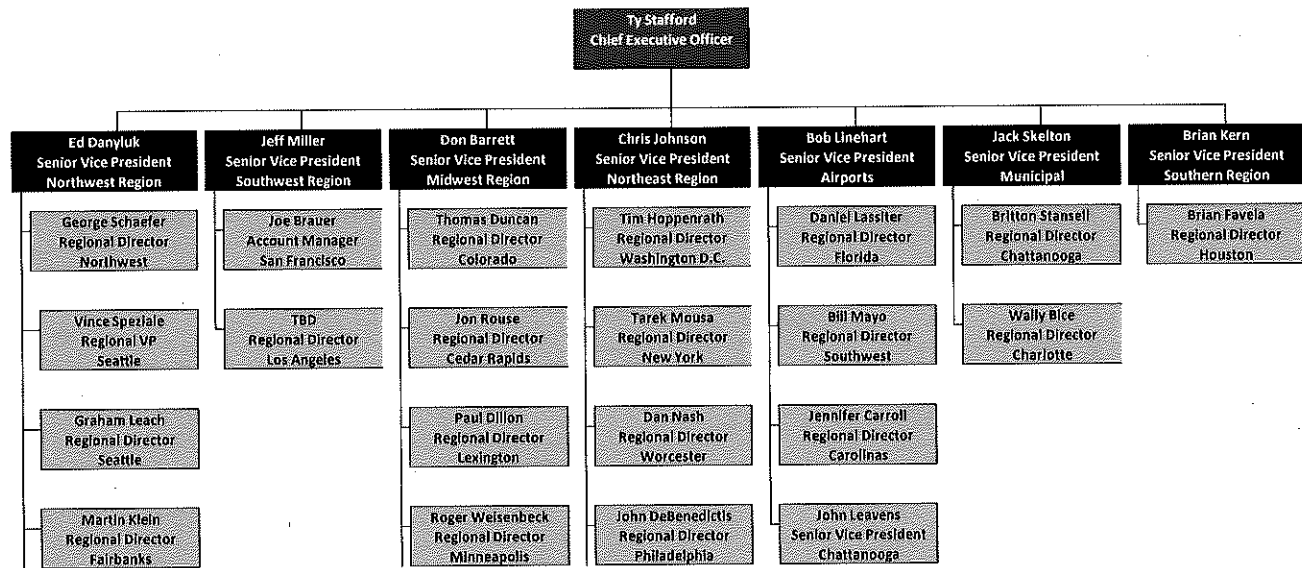 Ty Stafford
Chief Executive Officer
Ed Danyluk
Senior Vice President
Northwest Region
Jeff Miller
Senior Vice President
Southwest Region
Don Barrett
Senior Vice President
Midwest Region
Chris Johnson
Senior Vice President
Northeast Region
Bob Linehart
Senior Vice President
Airports
Jack Skelton
Senior Vice President
Municipal
Brian Kern
Senior Vice President
Southern Region
George Schaefer
Regional Director
Northwest
Joe Brauer
Account Manager
San Francisco
Thomas Duncan
Regional Director
Colorado
Tim Hoppenrath
Regional Director
Washington D.C.
Daniel Lassiter
Regional Director
Florida
Britton Stansell
Regional Director
Chattanooga
Brian Favela
Regional Director
Houston
Vince Speziale
Regional VP
Seattle
TBD
Regional Director
Los Angeles
Jon Rouse
Regional Director
Cedar Rapids
Tarek Mousa
Regional Director
New York
Bill Mayo
Regional Director
Southwest
Wally Bice
Regional Director
Charlotte
Graham Leach
Regional Director
Seattle
Paul Dillon
Regional Director
Lexington
Dan Nash
Regional Director
Worcester
Jennifer Carroll
Regional Director
Carolinas
Martin Klein
Regional Director
Fairbanks
Roger Weisenbeck
Regional Director
Minneapolis
John DeBenedictis
Regional Director
Philadelphia
John Leavens
Senior Vice President
Chattanooga